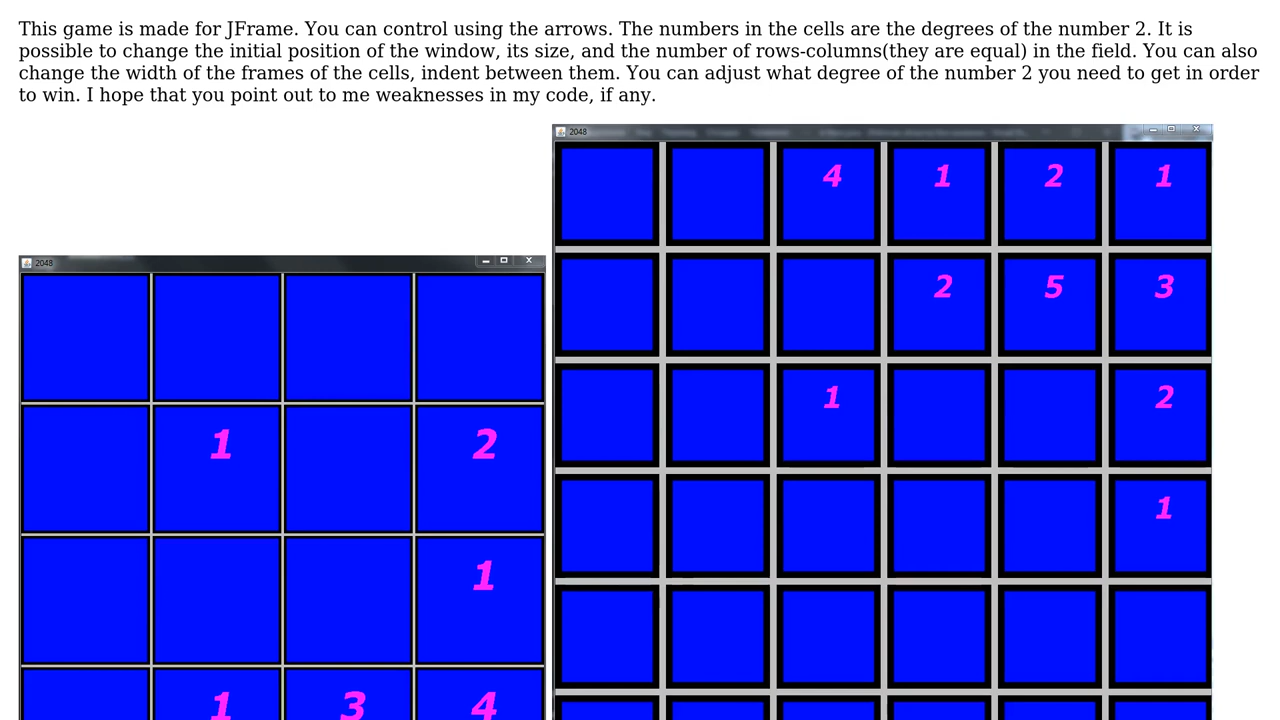 This game is made for JFrame. You can control using the arrows. The numbers in the cells are the degrees of the number 2. It is
possible to change the initial position of the window, its size, and the number of rows-columns(they are equal) in the field. You can also
change the width of the frames of the cells, indent between them. You can adjust what degree of the number 2 you need to get in order
to win. I hope that you point out to me weaknesses in my code, if any.
2048
4 1 2 1
2 5 3
1 2
1
2048
1 2
1
1 3 4